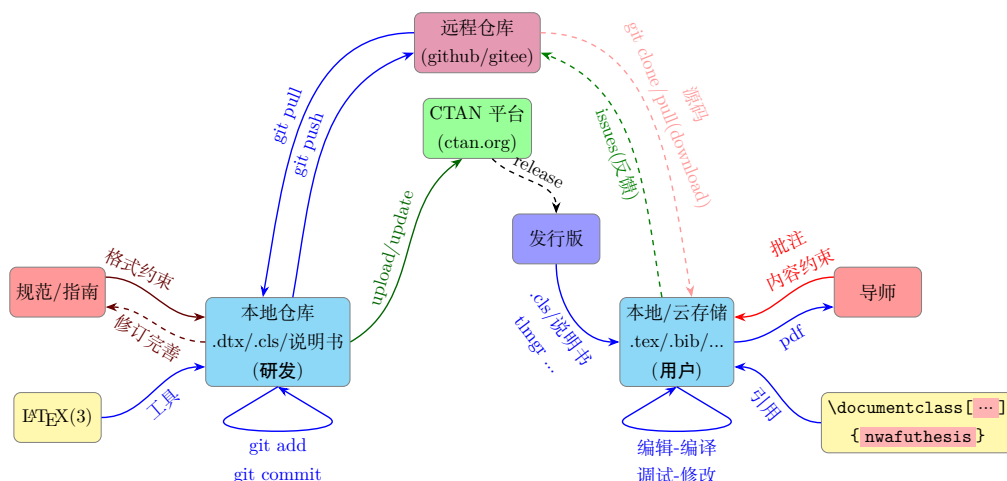 远程仓库
(github/gitee)
git pull
git push
git clone/pull(download)
源码
issues(反馈)
CTAN 平台
(ctan.org)
release
upload/update
发行版
规范/指南
格式约束
修订完善
本地仓库
.dtx/.cls/说明书
(研发)
.cls/说明书
tlmgr ...
本地/云存储
.tex/.bib/...
(用户)
批注
内容约束
导师
pdf
LATEX(3)
工具
引用
\documentclass[ ··· ]
{ nwafuthesis }
git add
git commit
编辑-编译
调试-修改